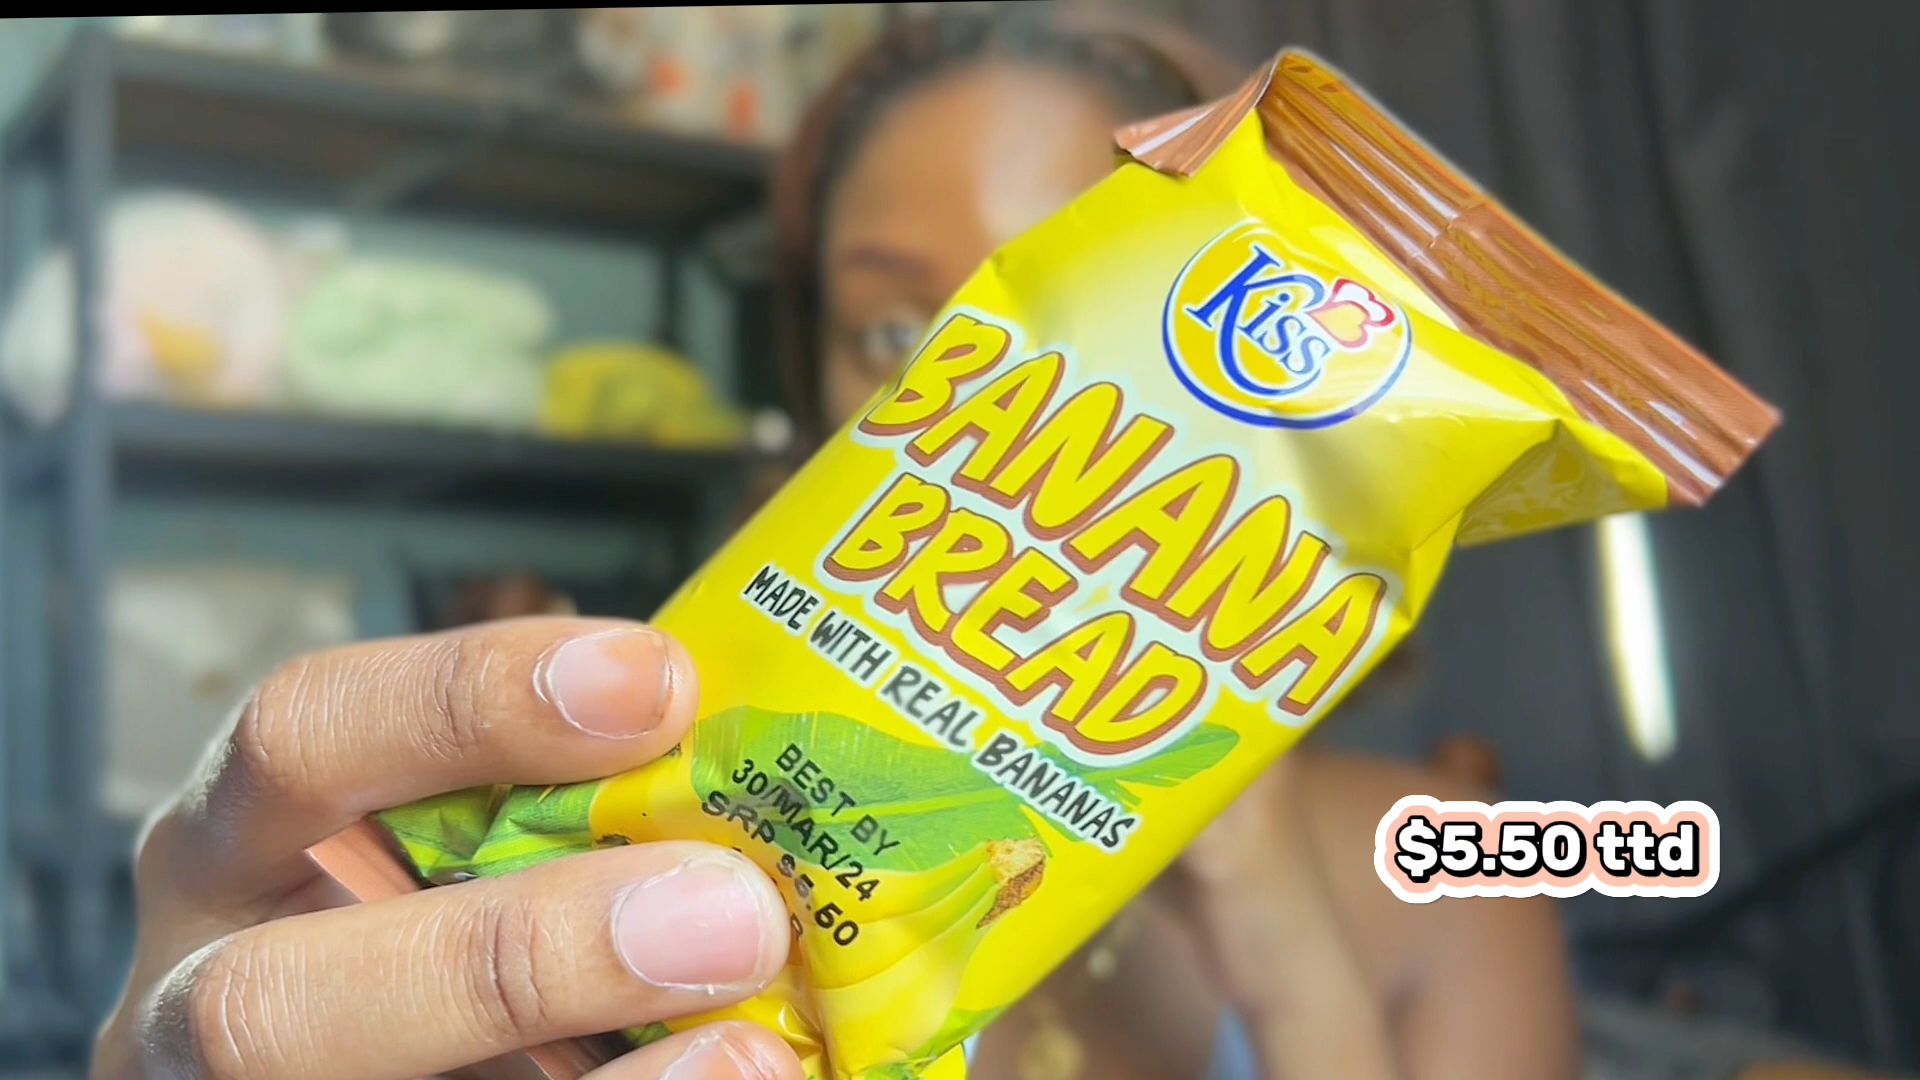 Kiss
BANANA
BREAD
MADE WITH REAL BANANAS
BEST BY
30/MAR/24
SRP $5.50
$5.50 ttd